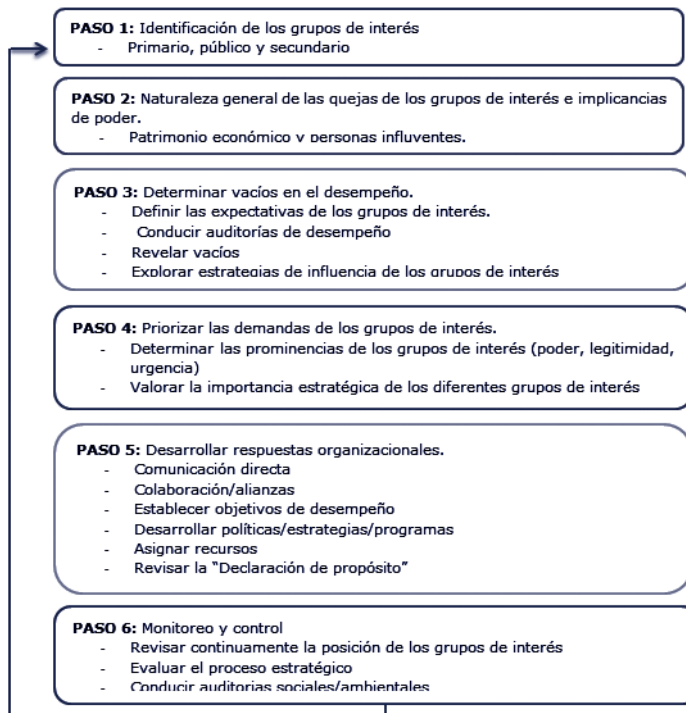 PASO 1: Identificación de los grupos de interés
- Primario, público y secundario
PASO 2: Naturaleza general de las quejas de los grupos de interés e implicancias
de poder.
- Patrimonio económico y personas influyentes.
PASO 3: Determinar vacíos en el desempeño.
- Definir las expectativas de los grupos de interés.
- Conducir auditorías de desempeño
- Revelar vacíos
- Explorar estrategias de influencia de los grupos de interés
PASO 4: Priorizar las demandas de los grupos de interés.
- Determinar las prominencias de los grupos de interés (poder, legitimidad,
urgencia)
- Valorar la importancia estratégica de los diferentes grupos de interés
PASO 5: Desarrollar respuestas organizacionales.
- Comunicación directa
- Colaboración/alianzas
- Establecer objetivos de desempeño
- Desarrollar políticas/estrategias/programas
- Asignar recursos
- Revisar la “Declaración de propósito”
PASO 6: Monitoreo y control
- Revisar continuamente la posición de los grupos de interés
- Evaluar el proceso estratégico
- Conducir auditorias sociales/ambientales